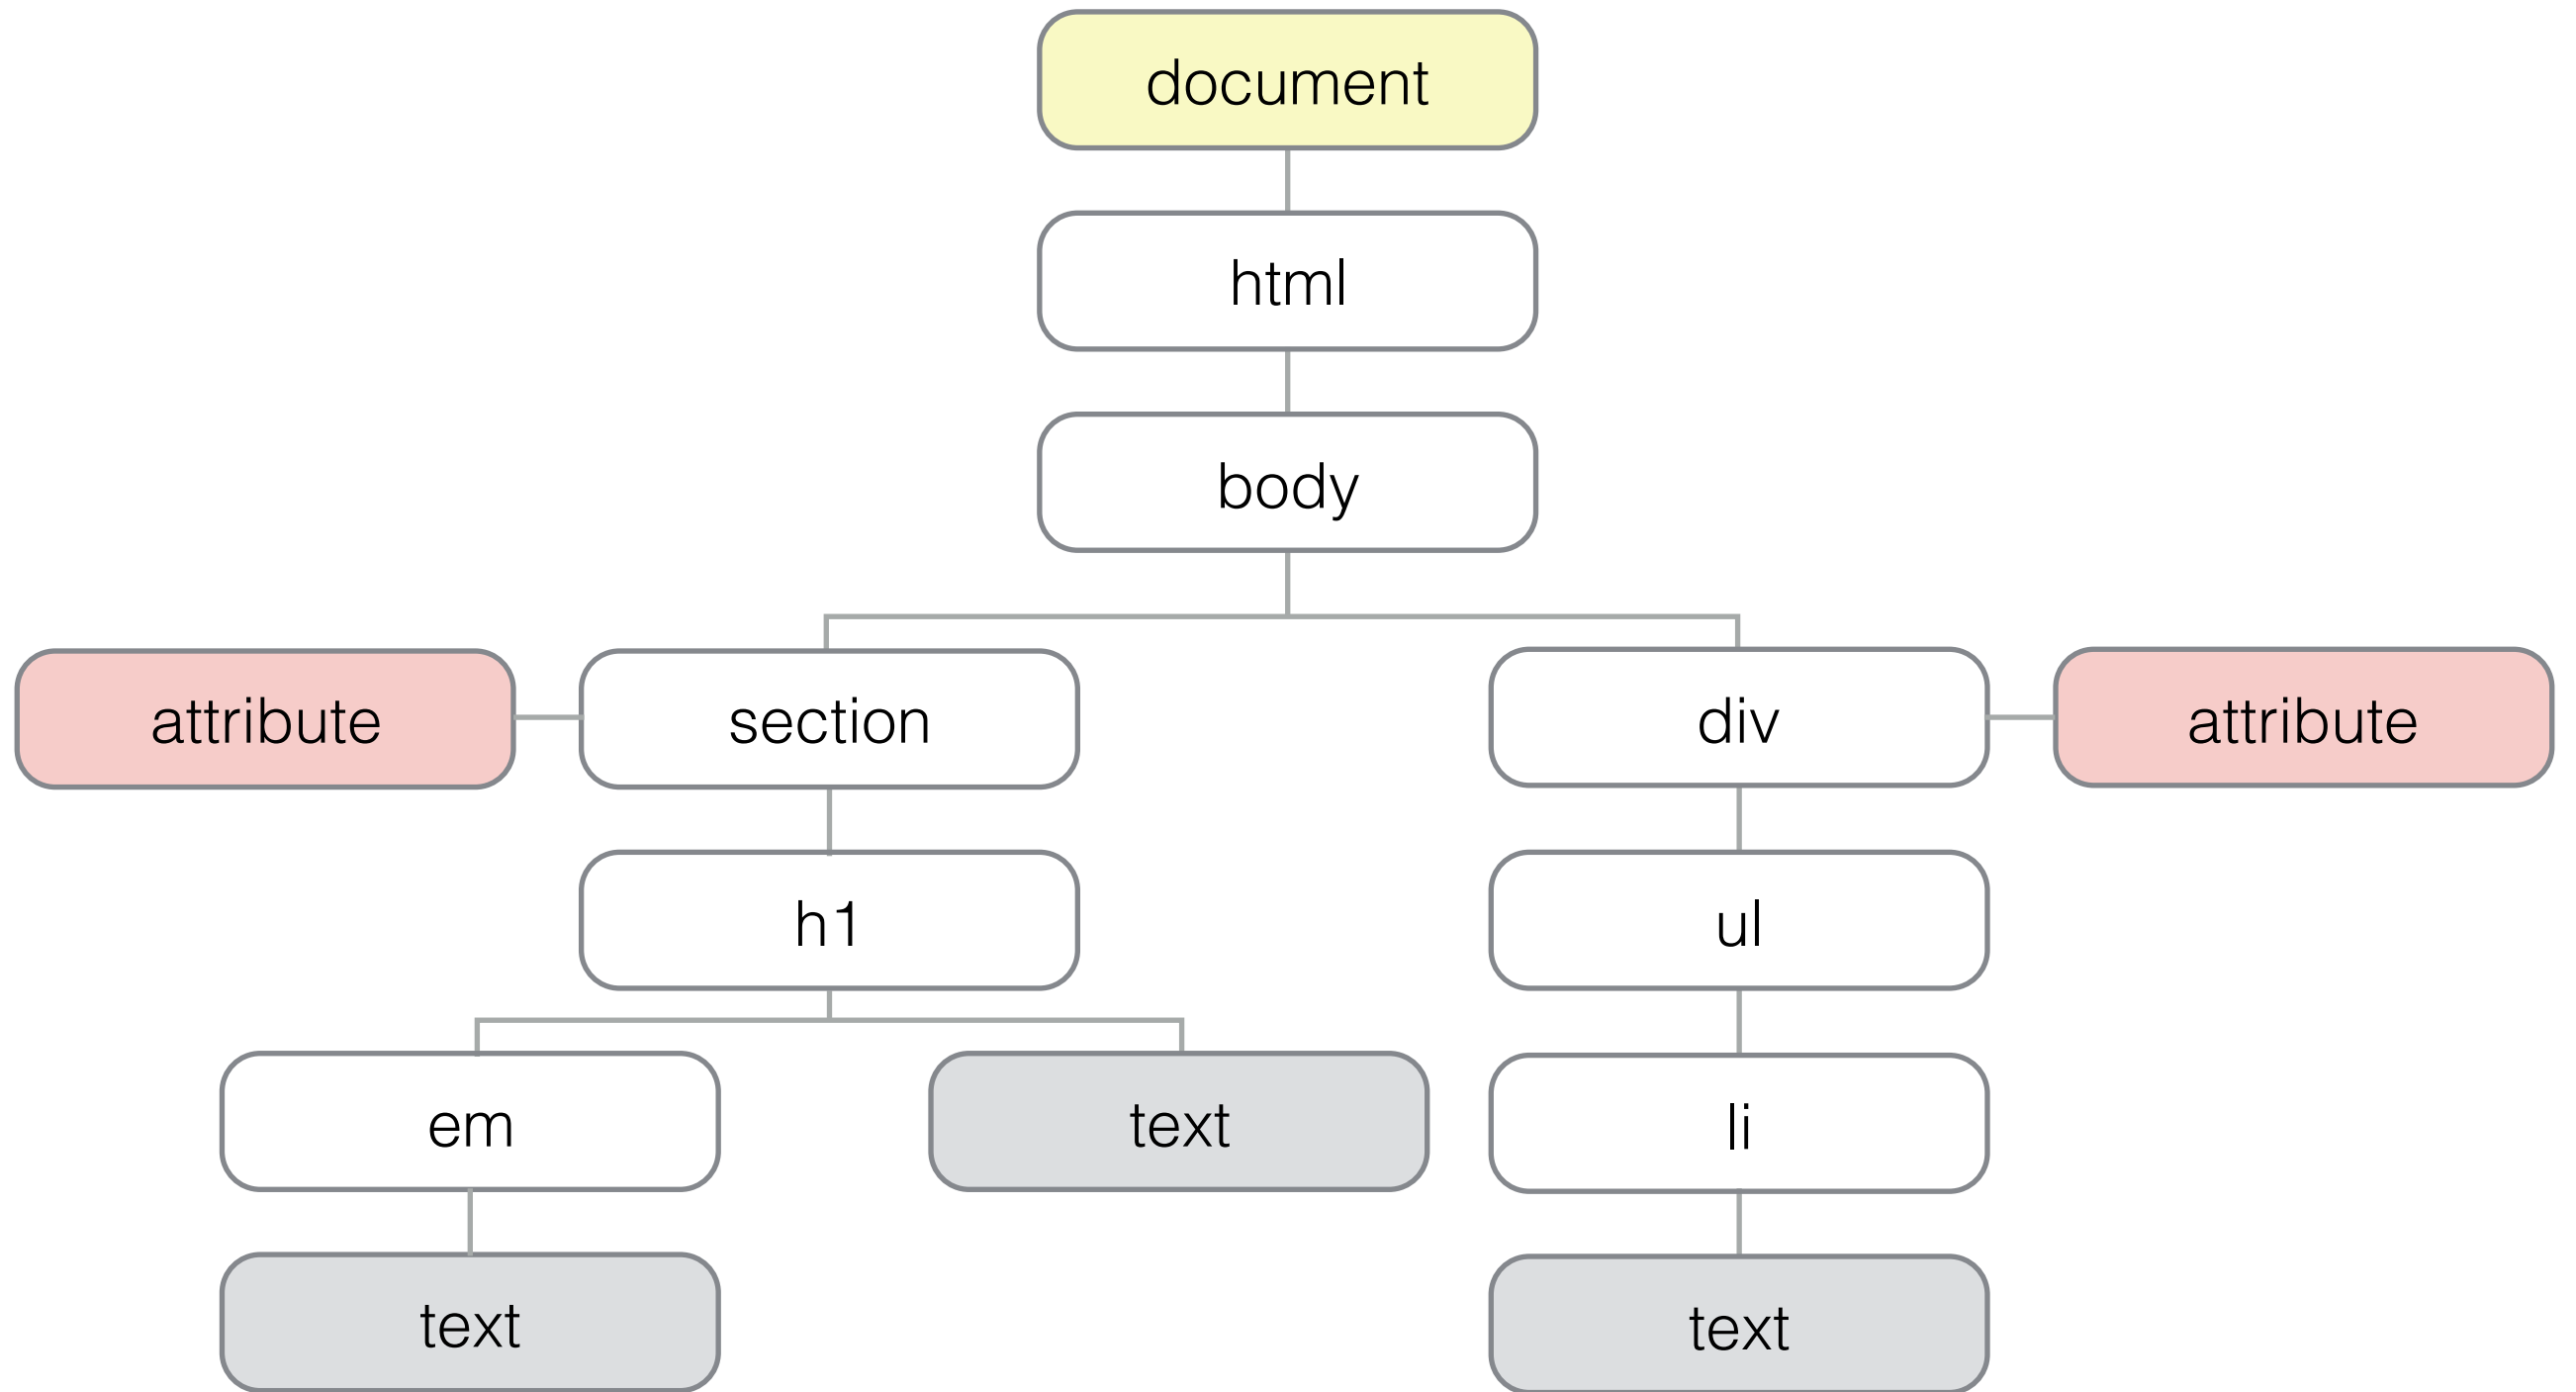 document
html
body
attribute
section
div
attribute
h1
ul
em
text
li
text
text